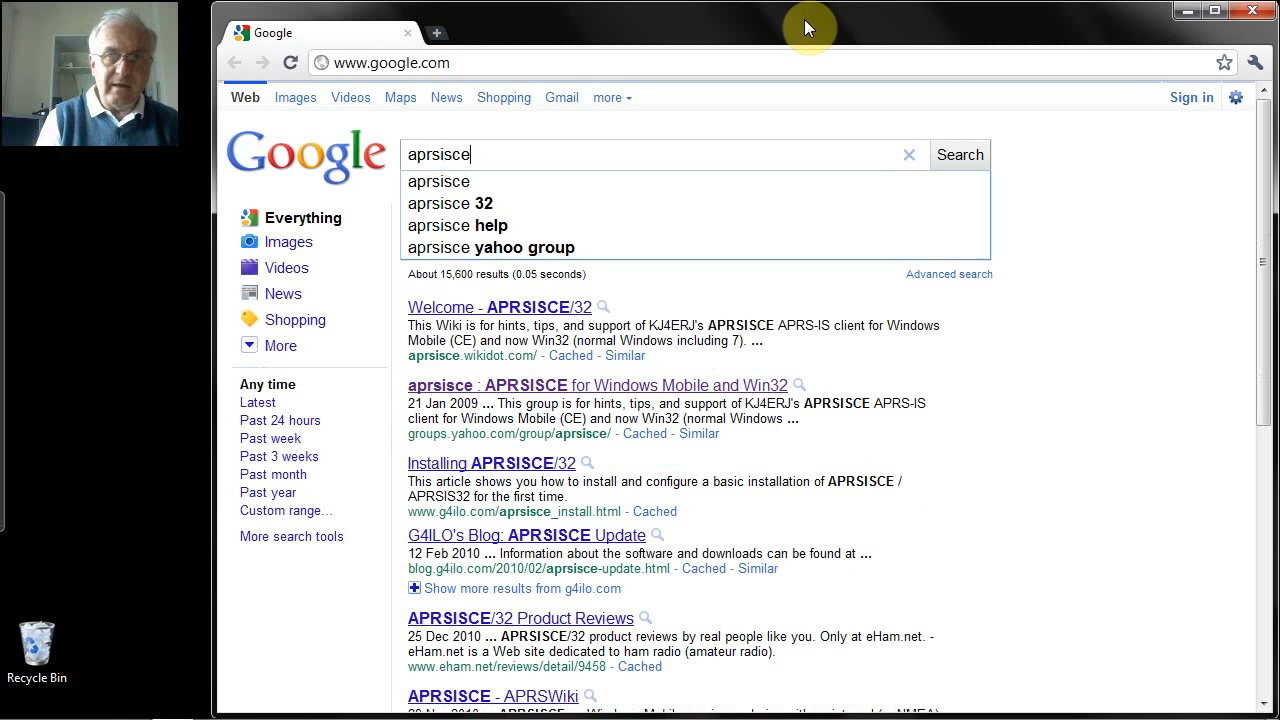 Google
www.google.com
Web Images Videos Maps News Shopping Gmail more
Sign in
Google
aprsisce
Search
aprsisce
aprsisce 32
aprsisce help
aprsisce yahoo group
About 15,600 results (0.05 seconds)
Advanced search
Everything
Images
Videos
News
Shopping
More
Any time
Latest
Past 24 hours
Past week
Past 3 weeks
Past month
Past year
Custom range...
More search tools
Welcome - APRSISCE/32
This Wiki is for hints, tips, and support of KJ4ERJ's APRSISCE APRS-IS client for Windows
Mobile (CE) and now Win32 (normal Windows including 7). ...
aprsisce.wikidot.com/ - Cached - Similar
aprsisce : APRSISCE for Windows Mobile and Win32
21 Jan 2009 ... This group is for hints, tips, and support of KJ4ERJ's APRSISCE APRS-IS
client for Windows Mobile (CE) and now Win32 (normal Windows ...
groups.yahoo.com/group/aprsisce/ - Cached - Similar
Installing APRSISCE/32
This article shows you how to install and configure a basic installation of APRSISCE /
APRSIS32 for the first time.
www.g4ilo.com/aprsisce_install.html - Cached
G4ILO's Blog: APRSISCE Update
12 Feb 2010 ... Information about the software and downloads can be found at ...
blog.g4ilo.com/2010/02/aprsisce-update.html - Cached - Similar
Show more results from g4ilo.com
APRSISCE/32 Product Reviews
25 Dec 2010 ... APRSISCE/32 product reviews by real people like you. Only at eHam.net. -
eHam.net is a Web site dedicated to ham radio (amateur radio).
www.eham.net/reviews/detail/9458 - Cached
APRSISCE - APRSWiki
Recycle Bin